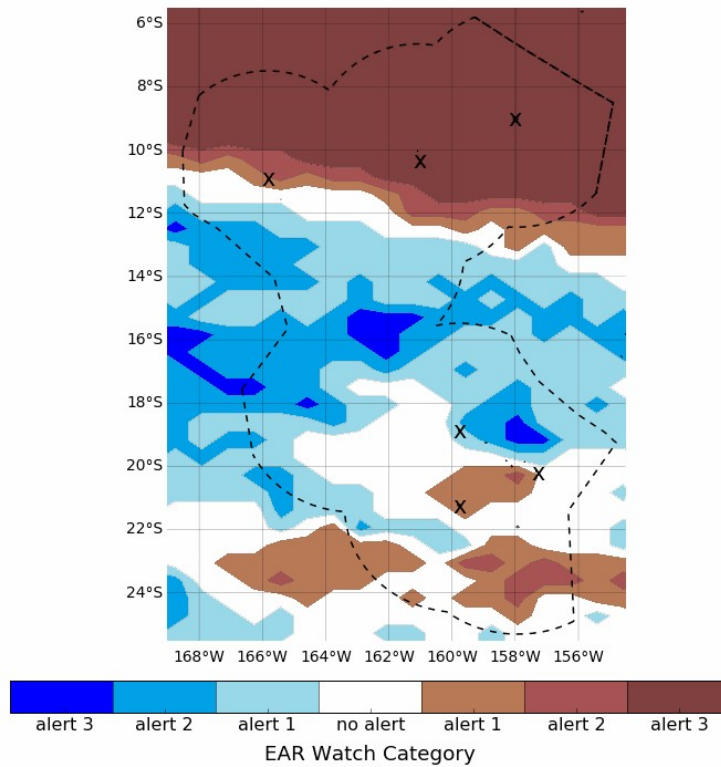 6°S
8°S
10°S
12°S
14°S
16°S
18°S
20°S
22°S
24°S
X
X
X
X
X
X
168°W 166°W 164°W 162°W 160°W 158°W 156°W
alert 3 alert 2 alert 1 no alert alert 1 alert 2 alert 3
EAR Watch Category